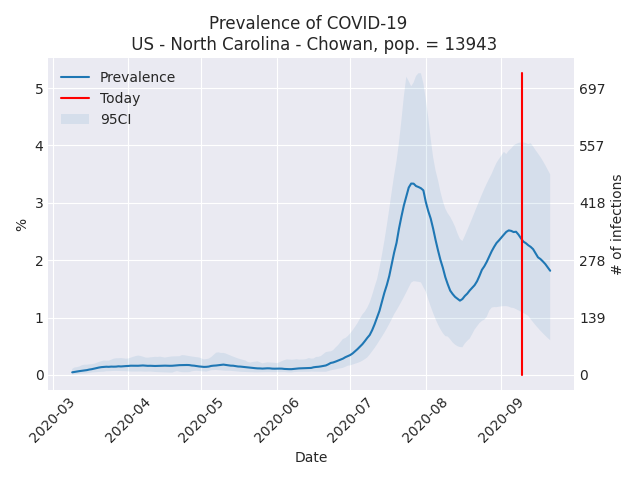 Prevalence of COVID-19
US - North Carolina - Chowan, pop. = 13943
Prevalence
Today
95CI
5
4
3
2
1
0
%
697
557
418
278
139
0
# of infections
2020-03
2020-04
2020-05
2020-06
2020-07
2020-08
2020-09
Date